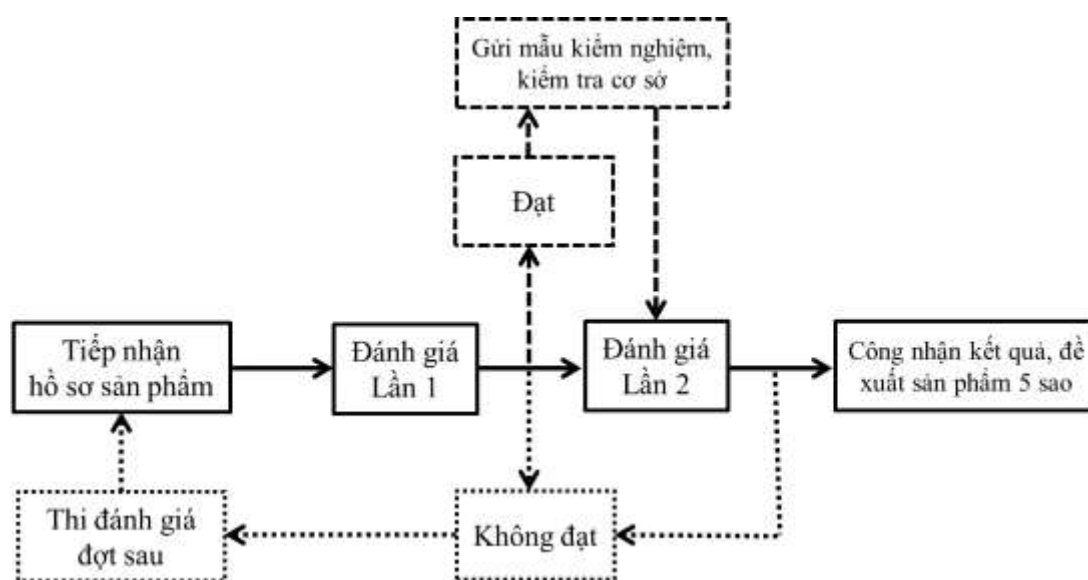 Gửi mẫu kiểm nghiệm,
kiểm tra cơ sở
Đạt
Tiếp nhận
hồ sơ sản phẩm
Đánh giá
Lần 1
Đánh giá
Lần 2
Công nhận kết quả, đề
xuất sản phẩm 5 sao
Thi đánh giá
đợt sau
Không đạt